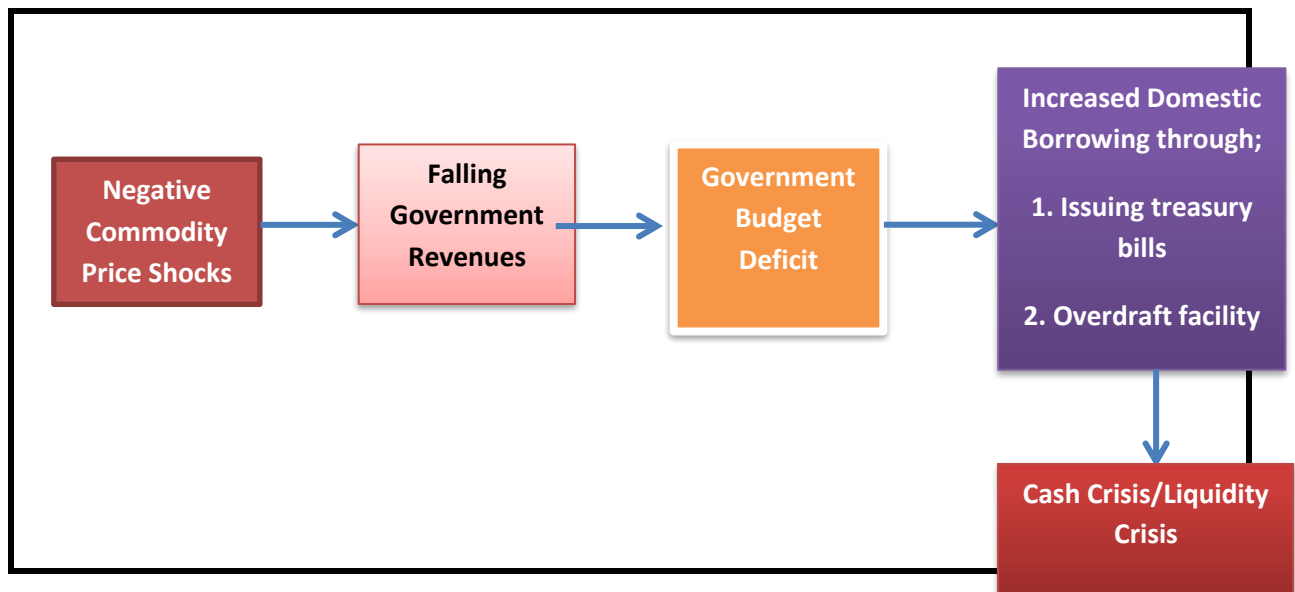 Negative
Commodity
Price Shocks
Falling
Government
Revenues
Government
Budget
Deficit
Increased Domestic
Borrowing through;
1. Issuing treasury
bills
2. Overdraft facility
Cash Crisis/Liquidity
Crisis